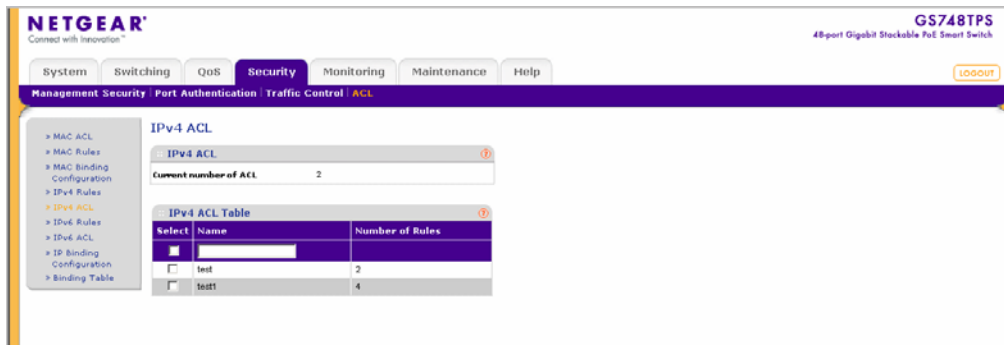 NETGEAR®
Connect with Innovation™
GS748TPS
48-port Gigabit Stackable PoE Smart Switch
System Switching QoS Security Monitoring Maintenance Help
LOGOUT
Management Security | Port Authentication | Traffic Control | ACL
» MAC ACL
» MAC Rules
» MAC Binding
Configuration
» IPv4 Rules
» IPv4 ACL
» IPv6 Rules
» IPv6 ACL
» IP Binding
Configuration
» Binding Table
IPv4 ACL
IPv4 ACL ?
Current number of ACL 2
IPv4 ACL Table ?
Select Name Number of Rules
test 2
test1 4